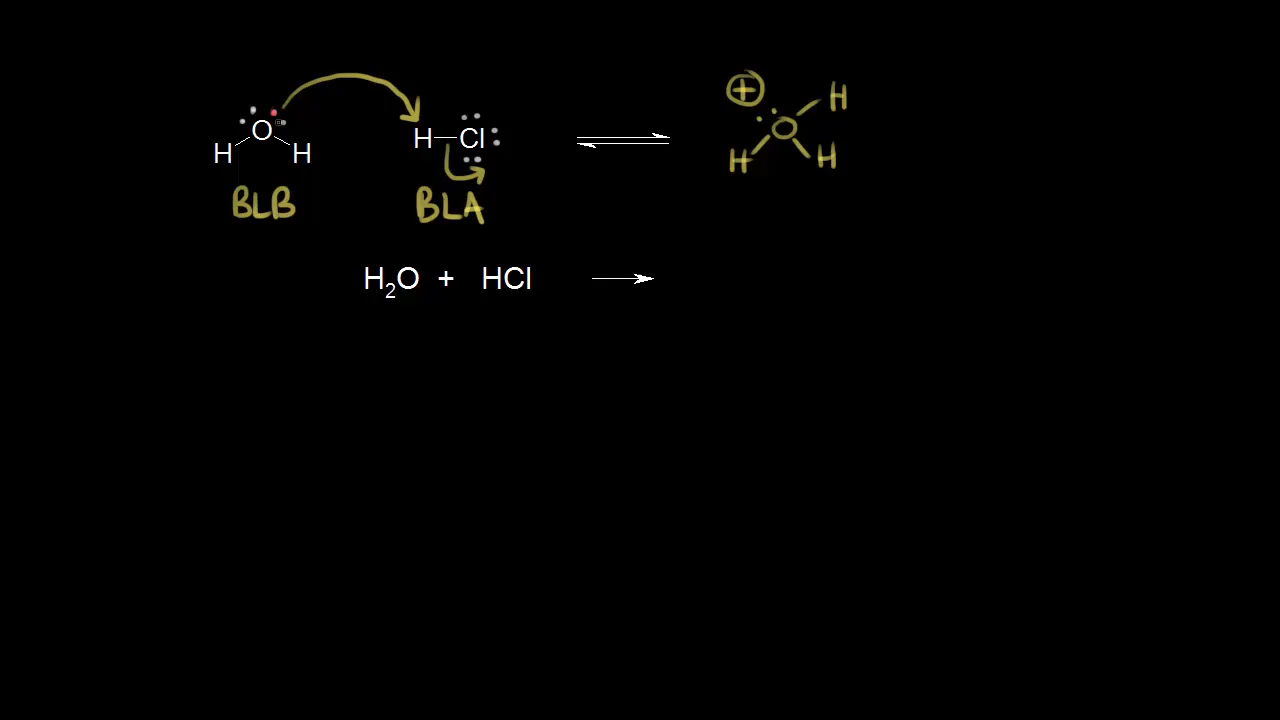 H O H H Cl ⇌ ⊕ H O H H
BLB BLA
H₂O + HCl →